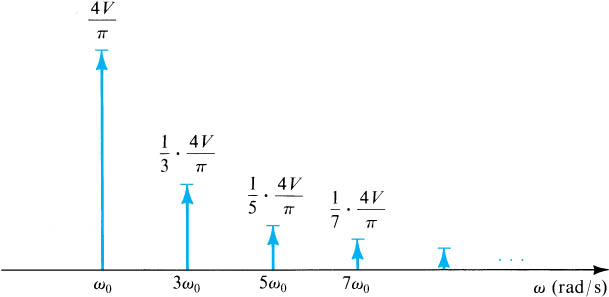 4V/π
1/3 · 4V/π
1/5 · 4V/π
1/7 · 4V/π
. . .
ω₀ 3ω₀ 5ω₀ 7ω₀ ω (rad/s)